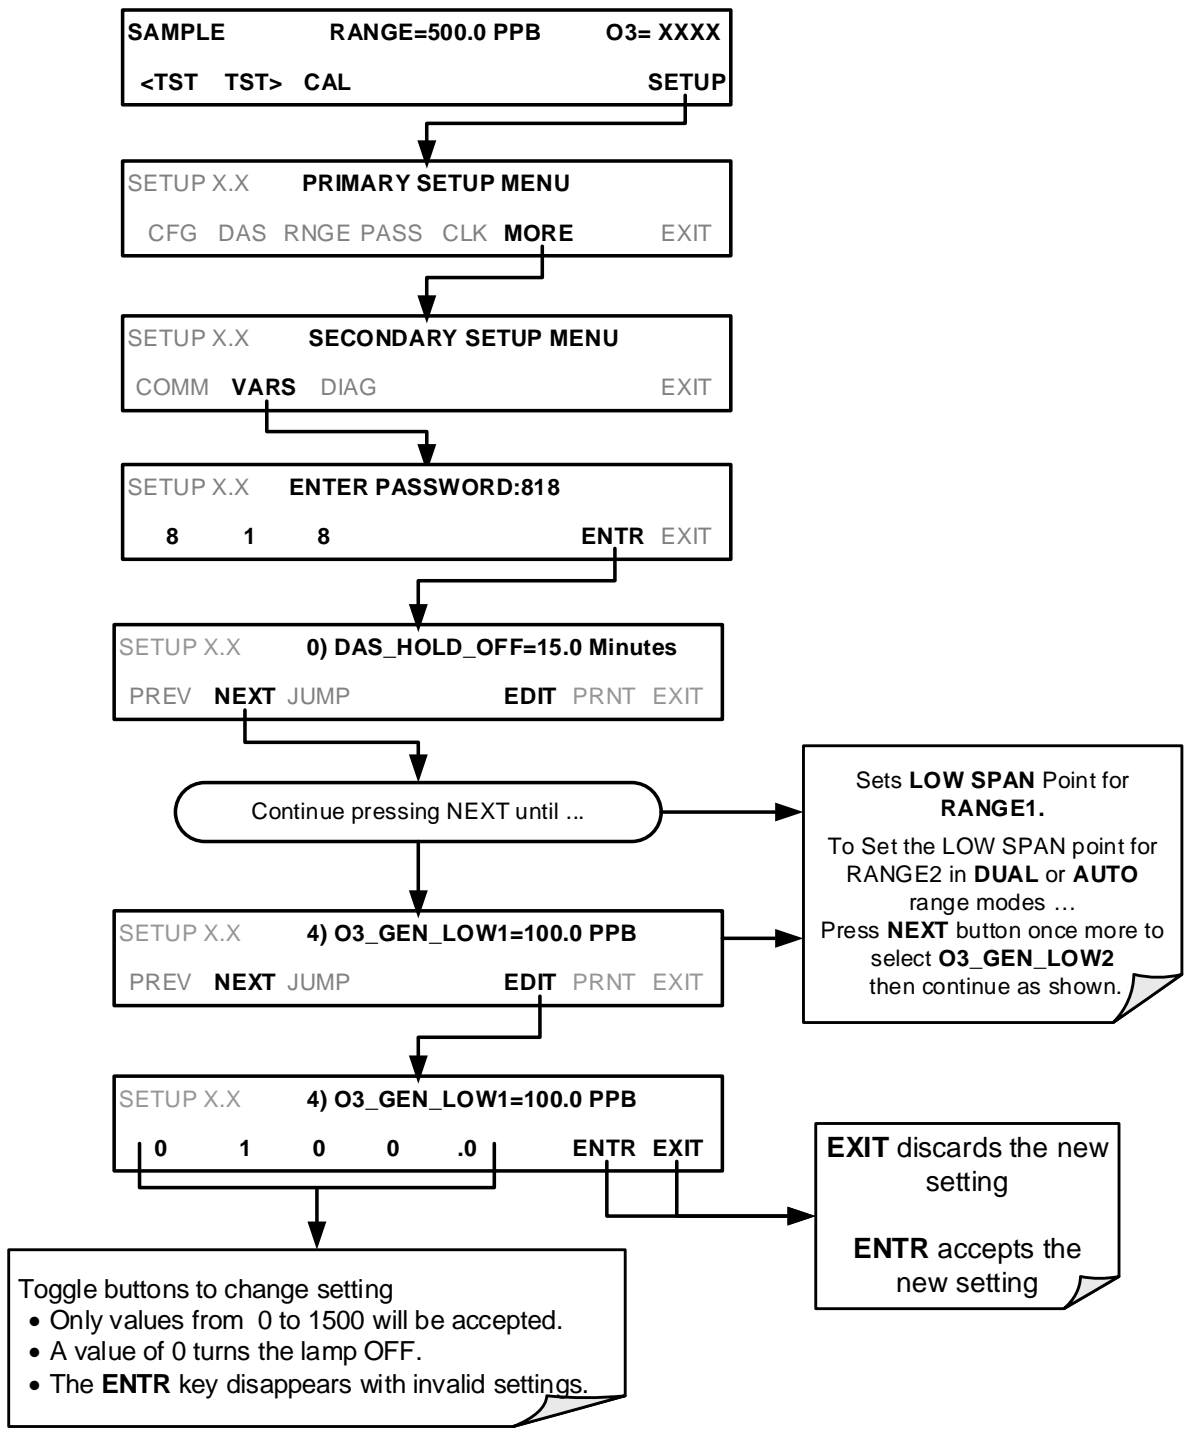 SAMPLE RANGE=500.0 PPB O3= XXXX
<TST TST> CAL SETUP
SETUP X.X PRIMARY SETUP MENU
CFG DAS RNGE PASS CLK MORE EXIT
SETUP X.X SECONDARY SETUP MENU
COMM VARS DIAG EXIT
SETUP X.X ENTER PASSWORD:818
8 1 8 ENTR EXIT
SETUP X.X 0) DAS_HOLD_OFF=15.0 Minutes
PREV NEXT JUMP EDIT PRNT EXIT
Continue pressing NEXT until ...
Sets LOW SPAN Point for
RANGE1.
To Set the LOW SPAN point for
RANGE2 in DUAL or AUTO
range modes …
Press NEXT button once more to
select O3_GEN_LOW2
then continue as shown.
SETUP X.X 4) O3_GEN_LOW1=100.0 PPB
PREV NEXT JUMP EDIT PRNT EXIT
SETUP X.X 4) O3_GEN_LOW1=100.0 PPB
0 1 0 0 .0 ENTR EXIT
EXIT discards the new
setting
ENTR accepts the
new setting
Toggle buttons to change setting
• Only values from 0 to 1500 will be accepted.
• A value of 0 turns the lamp OFF.
• The ENTR key disappears with invalid settings.